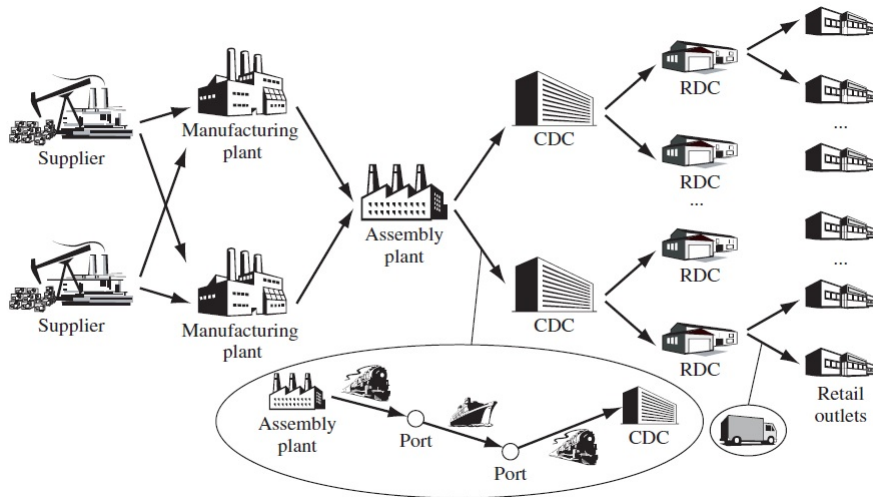 RDC
CDC
...
Manufacturing
plant
Supplier
RDC
...
Assembly
plant
RDC
...
Manufacturing
plant
Supplier
CDC
RDC
Retail
outlets
Assembly
plant
Port
CDC
Port